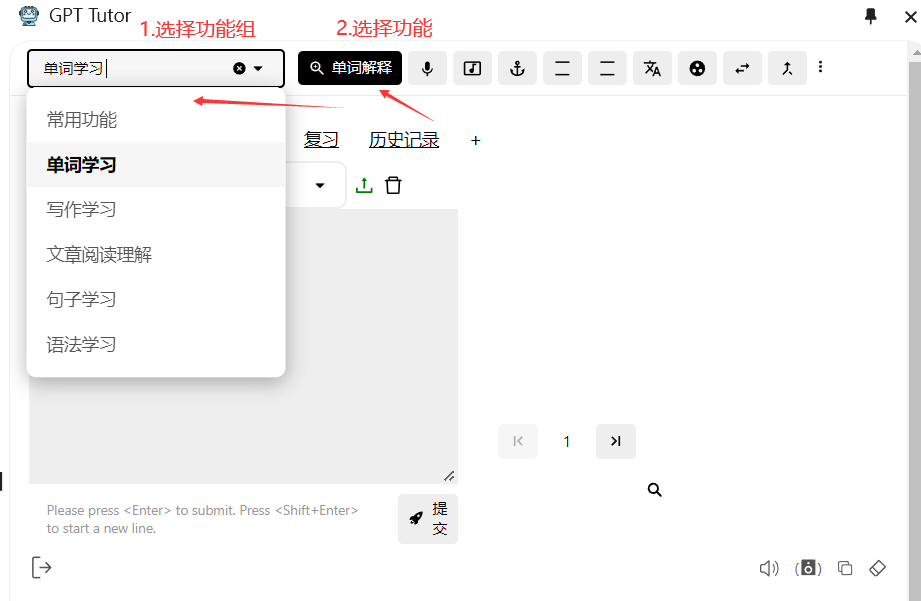 GPT Tutor
1.选择功能组
2.选择功能
单词学习
单词解释
常用功能
单词学习
写作学习
文章阅读理解
句子学习
语法学习
复习
历史记录
+
1
Please press <Enter> to submit. Press <Shift+Enter>
to start a new line.
提
交